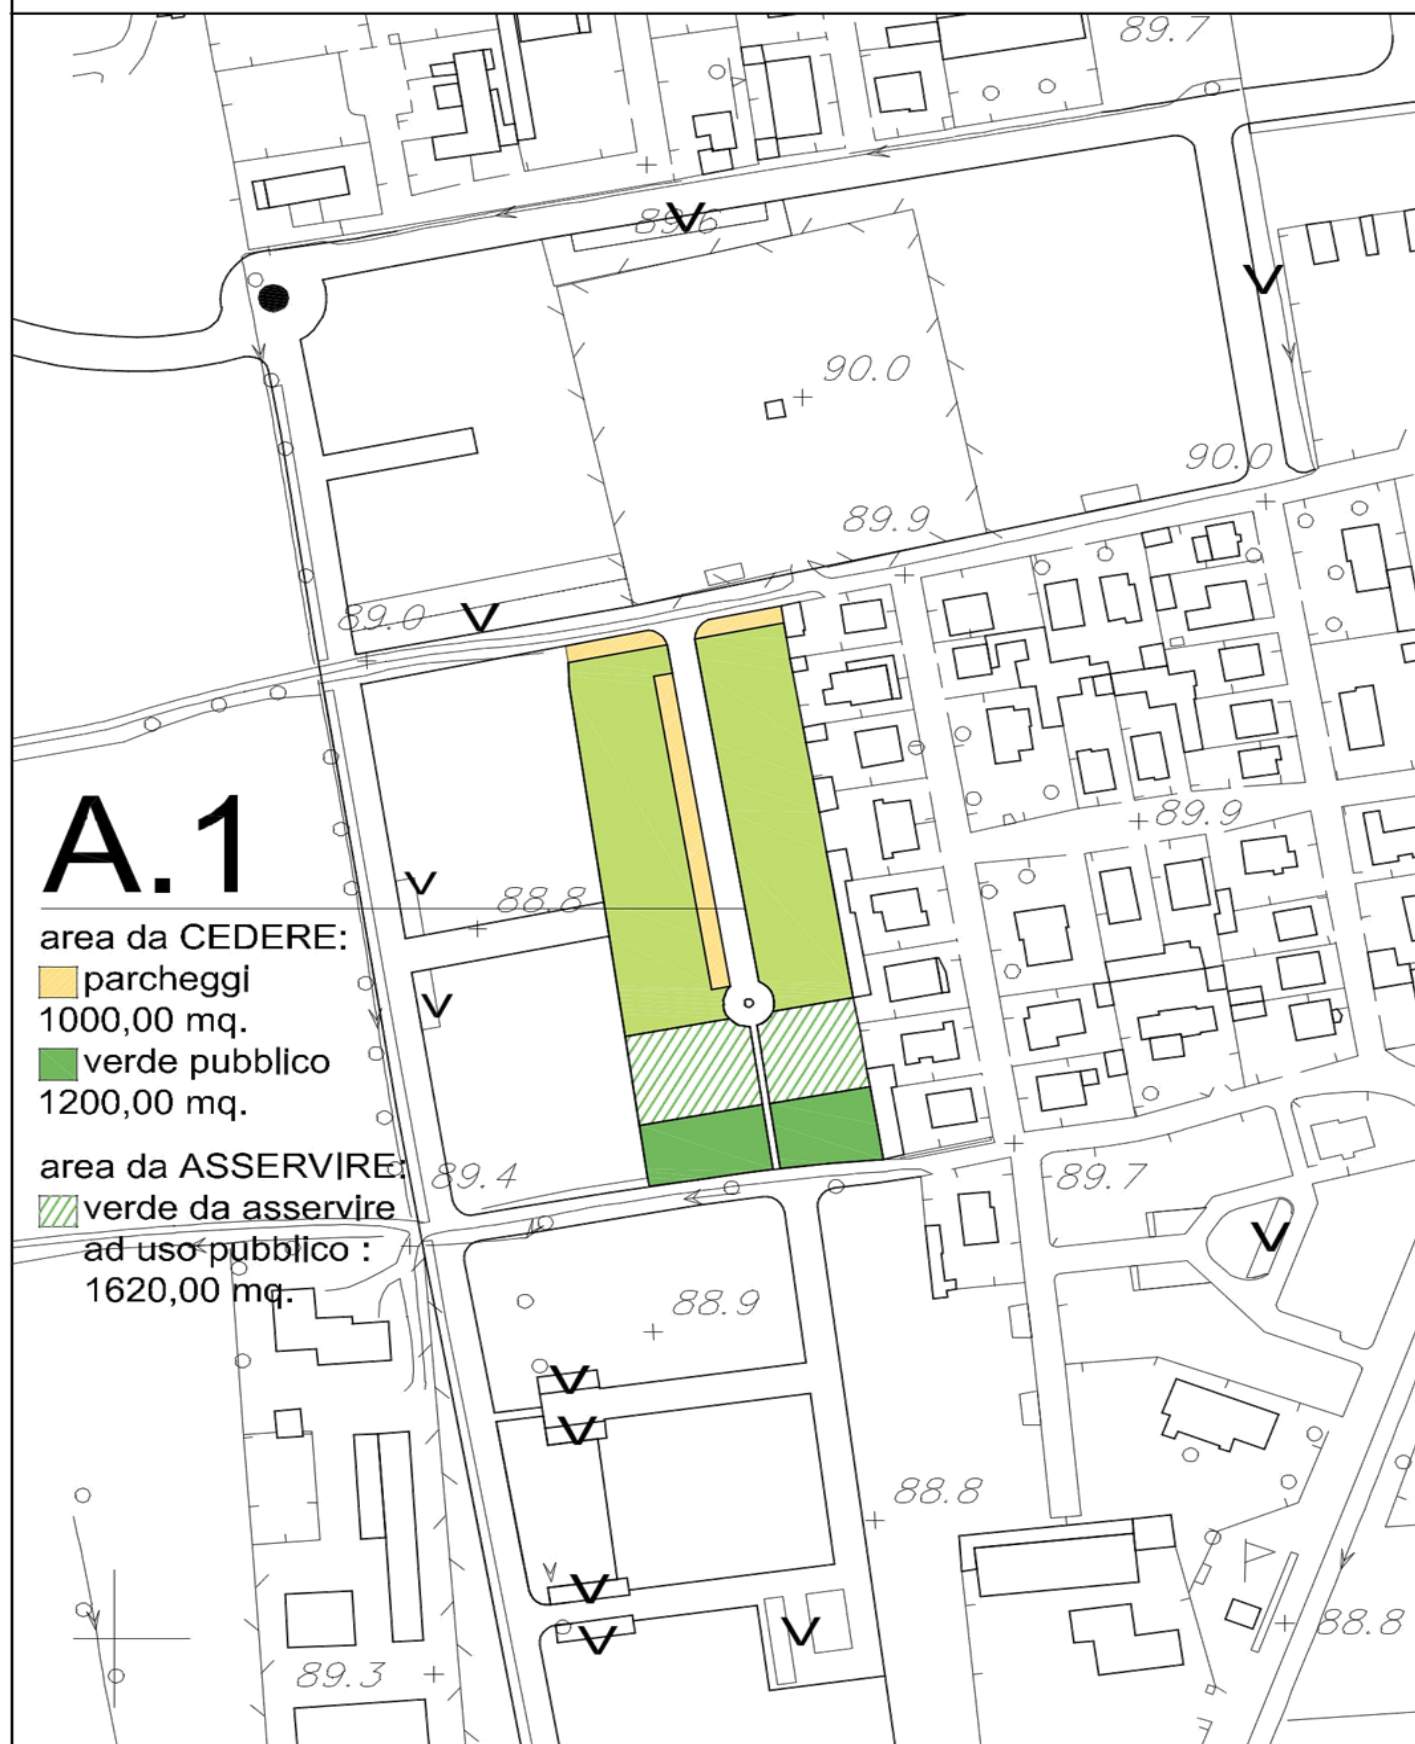 89.7
89.6
V
V
90.0
90.0
89.9
89.0
V
89.9
A.1
V
88.8
area da CEDERE:
parcheggi
1000,00 mq.
V
verde pubblico
1200,00 mq.
area da ASSERVIRE:
89.4
89.7
verde da asservire
V
ad uso pubblico :
1620,00 mq.
88.9
V
V
88.8
V
V
V
88.8
89.3